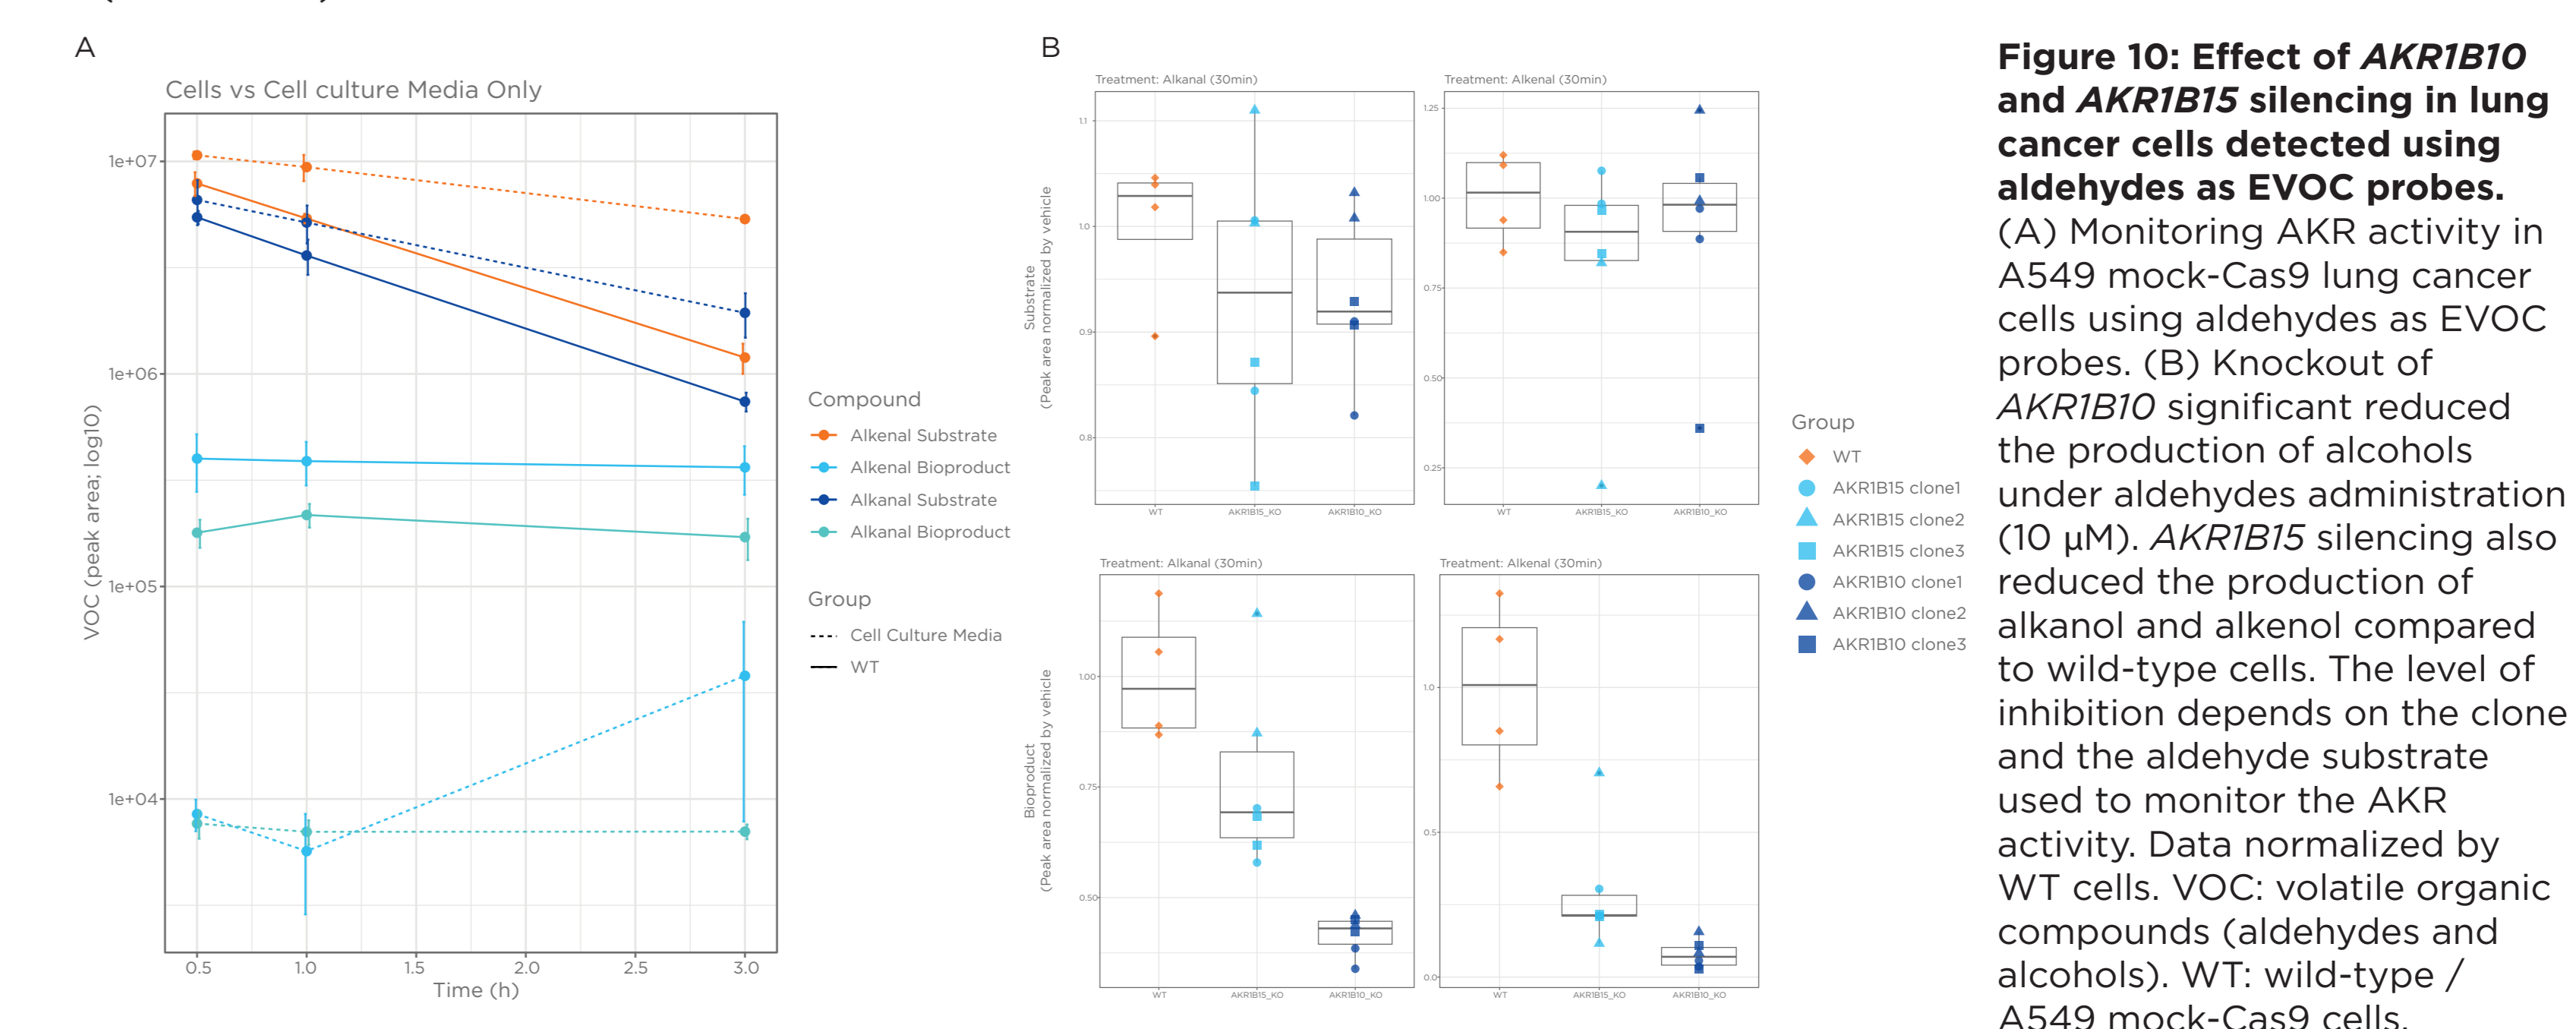 A
Cells vs Cell culture Media Only
VOC (peak area; log10)
1e+07
1e+06
1e+05
1e+04
0.5
1.0
1.5
2.0
2.5
3.0
Time (h)
Compound
Alkenal Substrate
Alkenal Bioproduct
Alkanal Substrate
Alkanal Bioproduct
Group
Cell Culture Media
WT
B
Treatment: Alkanal (30min)
Substrate
(Peak area normalized by vehicle
1.1
1.0
0.9
0.8
WT
AKR1B15_KO
AKR1B10_KO
Treatment: Alkenal (30min)
1.25
1.00
0.75
0.50
0.25
WT
AKR1B15_KO
AKR1B10_KO
Treatment: Alkanal (30min)
Bioproduct
(Peak area normalized by vehicle
1.00
0.75
0.50
WT
AKR1B15_KO
AKR1B10_KO
Treatment: Alkenal (30min)
1.0
0.5
0.0
WT
AKR1B15_KO
AKR1B10_KO
Group
WT
AKR1B15 clone1
AKR1B15 clone2
AKR1B15 clone3
AKR1B10 clone1
AKR1B10 clone2
AKR1B10 clone3
Figure 10: Effect of AKR1B10
and AKR1B15 silencing in lung
cancer cells detected using
aldehydes as EVOC probes.
(A) Monitoring AKR activity in
A549 mock-Cas9 lung cancer
cells using aldehydes as EVOC
probes. (B) Knockout of
AKR1B10 significant reduced
the production of alcohols
under aldehydes administration
(10 μM). AKR1B15 silencing also
reduced the production of
alkanol and alkenol compared
to wild-type cells. The level of
inhibition depends on the clone
and the aldehyde substrate
used to monitor the AKR
activity. Data normalized by
WT cells. VOC: volatile organic
compounds (aldehydes and
alcohols). WT: wild-type /
A549 mock-Cas9 cells.